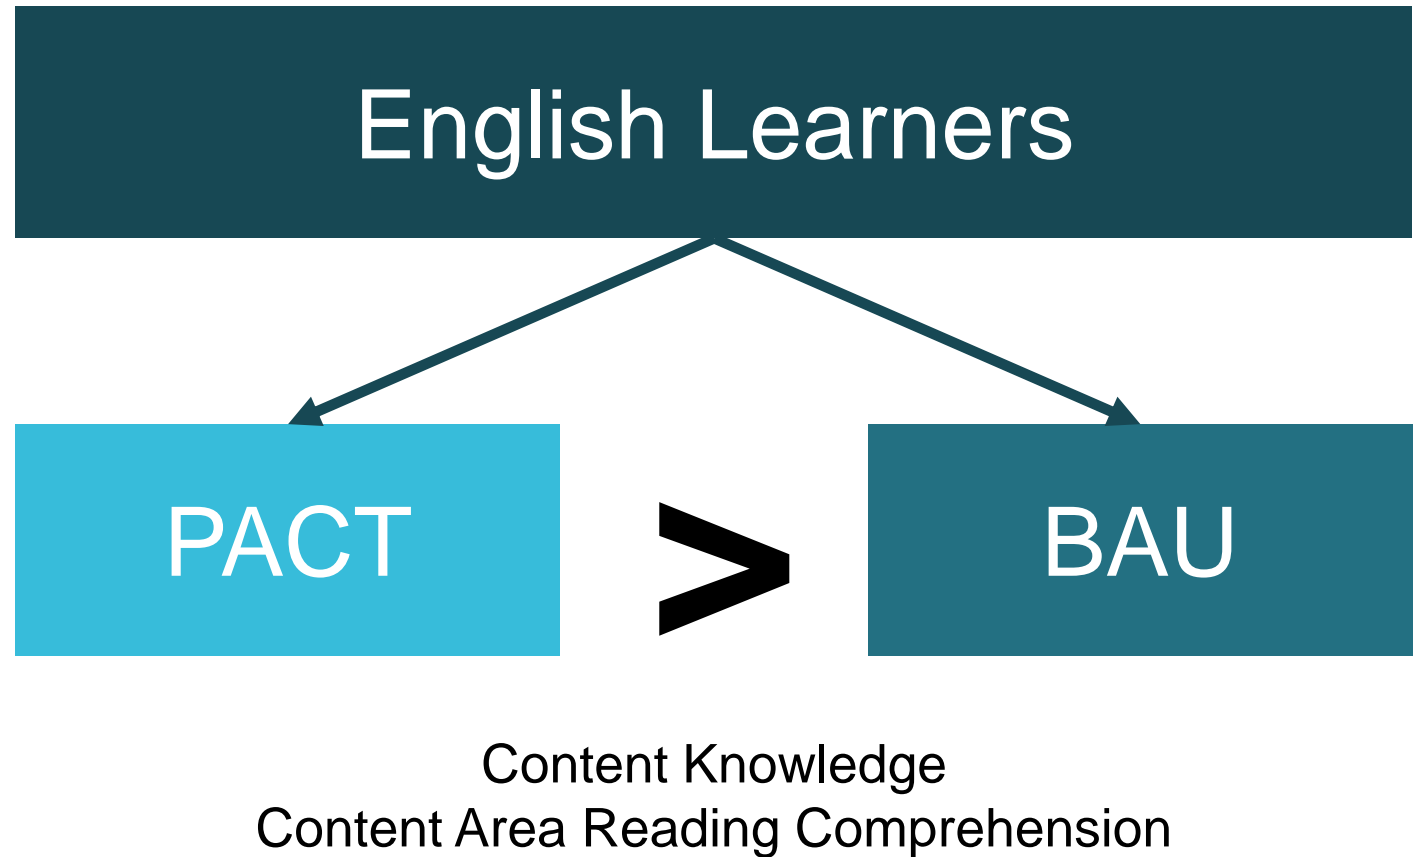 English Learners
PACT > BAU
Content Knowledge
Content Area Reading Comprehension